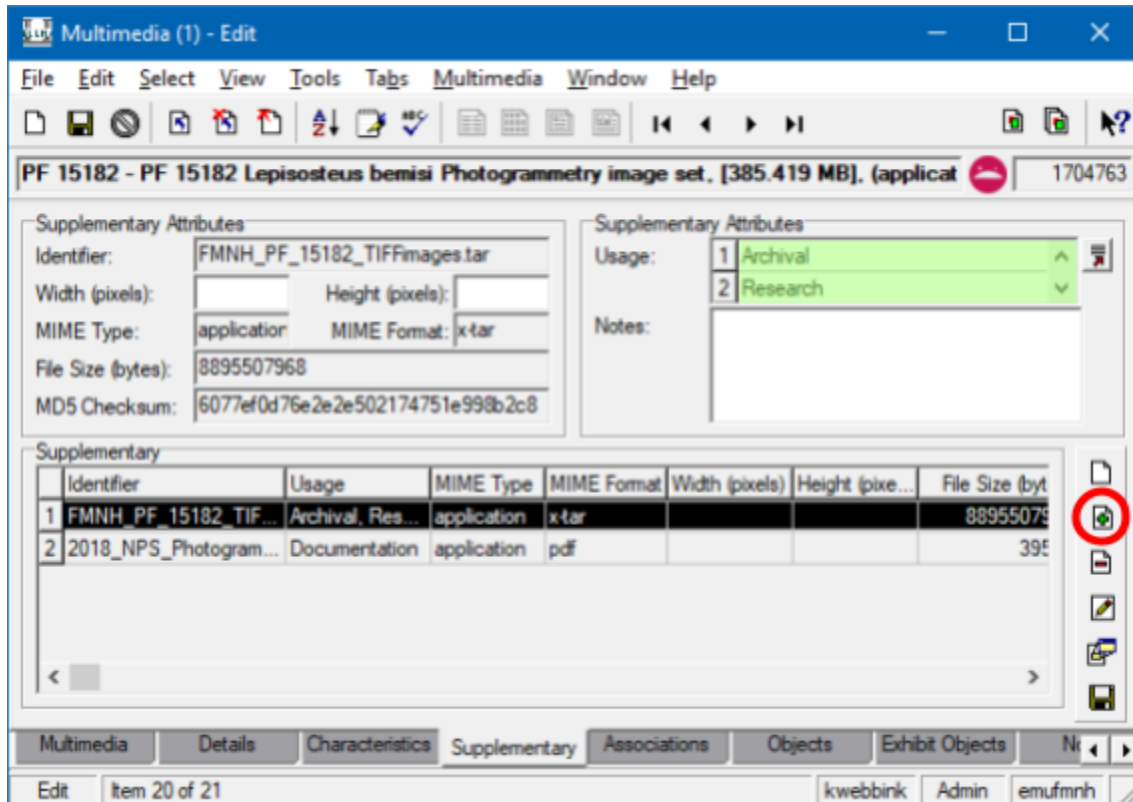 Multimedia (1) - Edit
File Edit Select View Tools Tabs Multimedia Window Help
PF 15182 - PF 15182 Lepisosteus bemisi Photogrammetry image set, [385.419 MB], (applicat 1704763
Supplementary Attributes
Identifier: FMNH_PF_15182_TIFFimages.tar
Width (pixels): Height (pixels):
MIME Type: application MIME Format: x-tar
File Size (bytes): 8895507968
MD5 Checksum: 6077ef0d76e2e2e502174751e998b2c8
Supplementary Attributes
Usage: 1 Archival
2 Research
Notes:
Supplementary
Identifier Usage MIME Type MIME Format Width (pixels) Height (pixe... File Size (byt
1 FMNH_PF_15182_TIF... Archival, Res... application x-tar 88955079
2 2018_NPS_Photogram... Documentation application pdf 395
Multimedia Details Characteristics Supplementary Associations Objects Exhibit Objects No
Edit Item 20 of 21 kwebbink Admin emufmnh